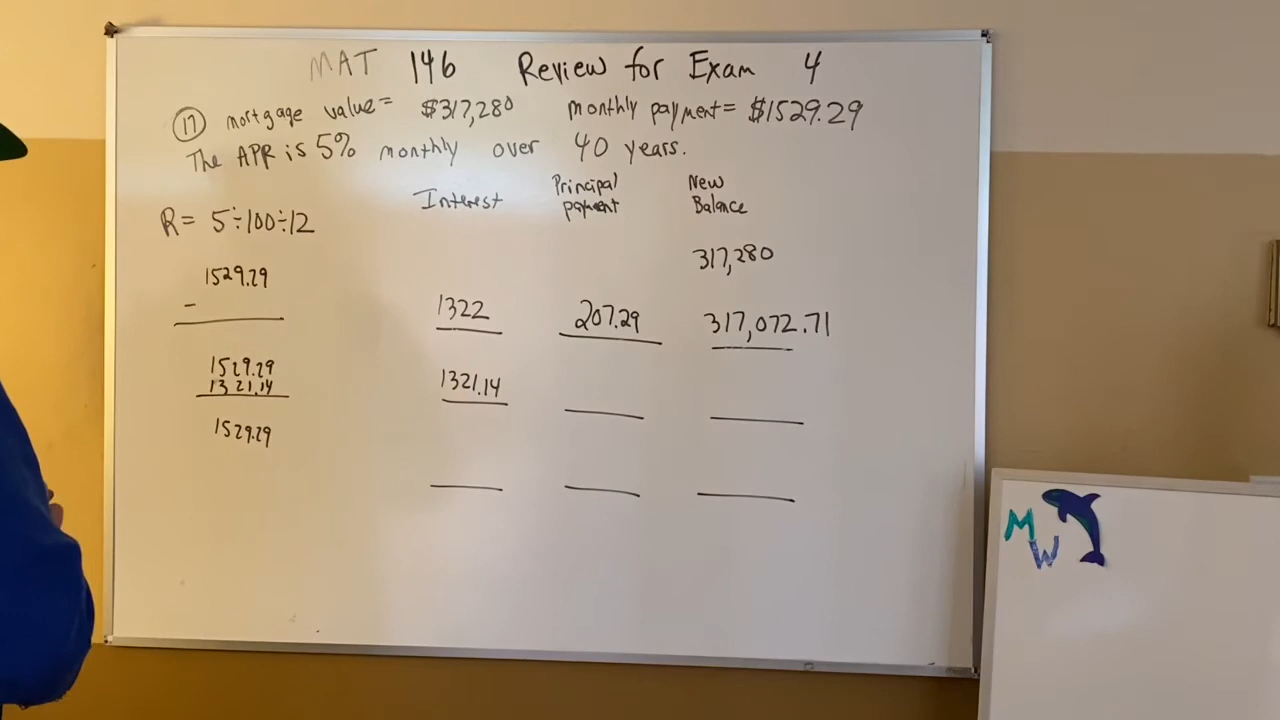 MAT 146 Review for Exam 4
17 mortgage value= $317,280 monthly payment= $1529.29
The APR is 5% monthly over 40 years.
Interest Principal payment New Balance
R= 5÷100÷12
317,280
1529.29
-
1322 207.29 317,072.71
1529.29
1321.14
1321.14
1529.29
M
W